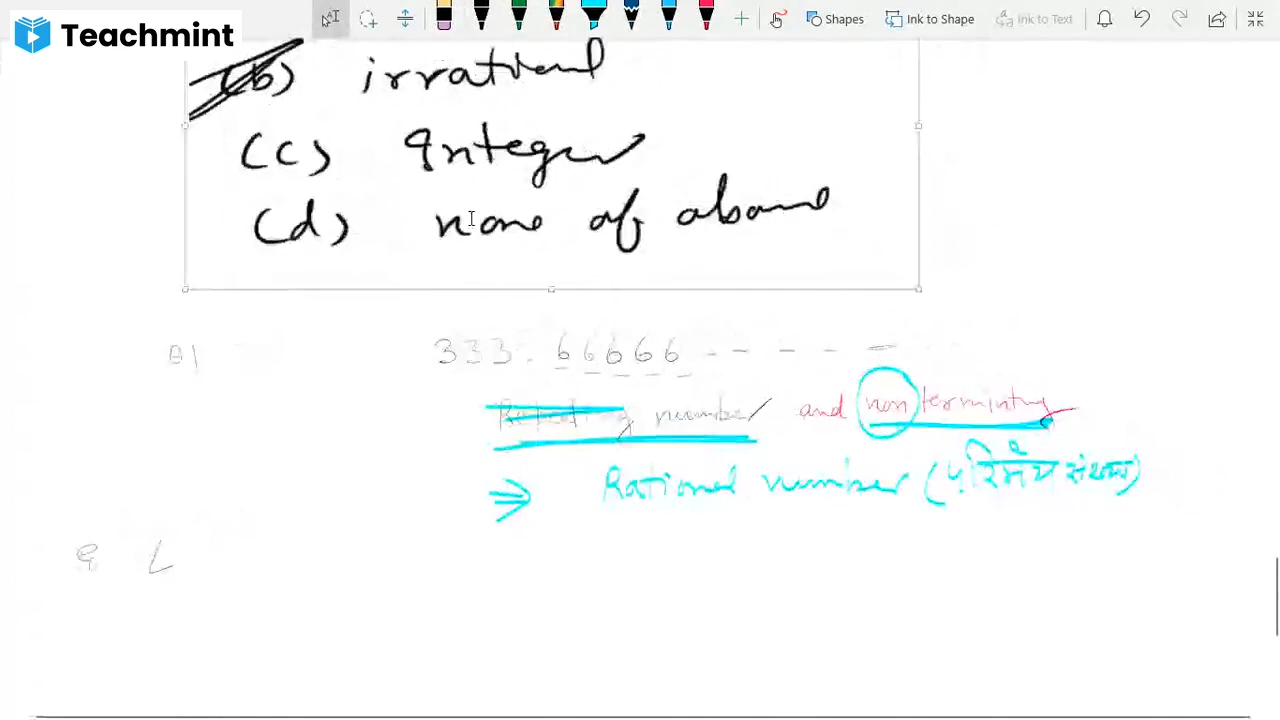 Teachmint
Shapes
Ink to Shape
Ink to Text
(b) irrational
(c) Integer
(d) none of above
333. 66666 - - - - -
number and non terminting
⇒ Rational number (परिमेय संख्या)